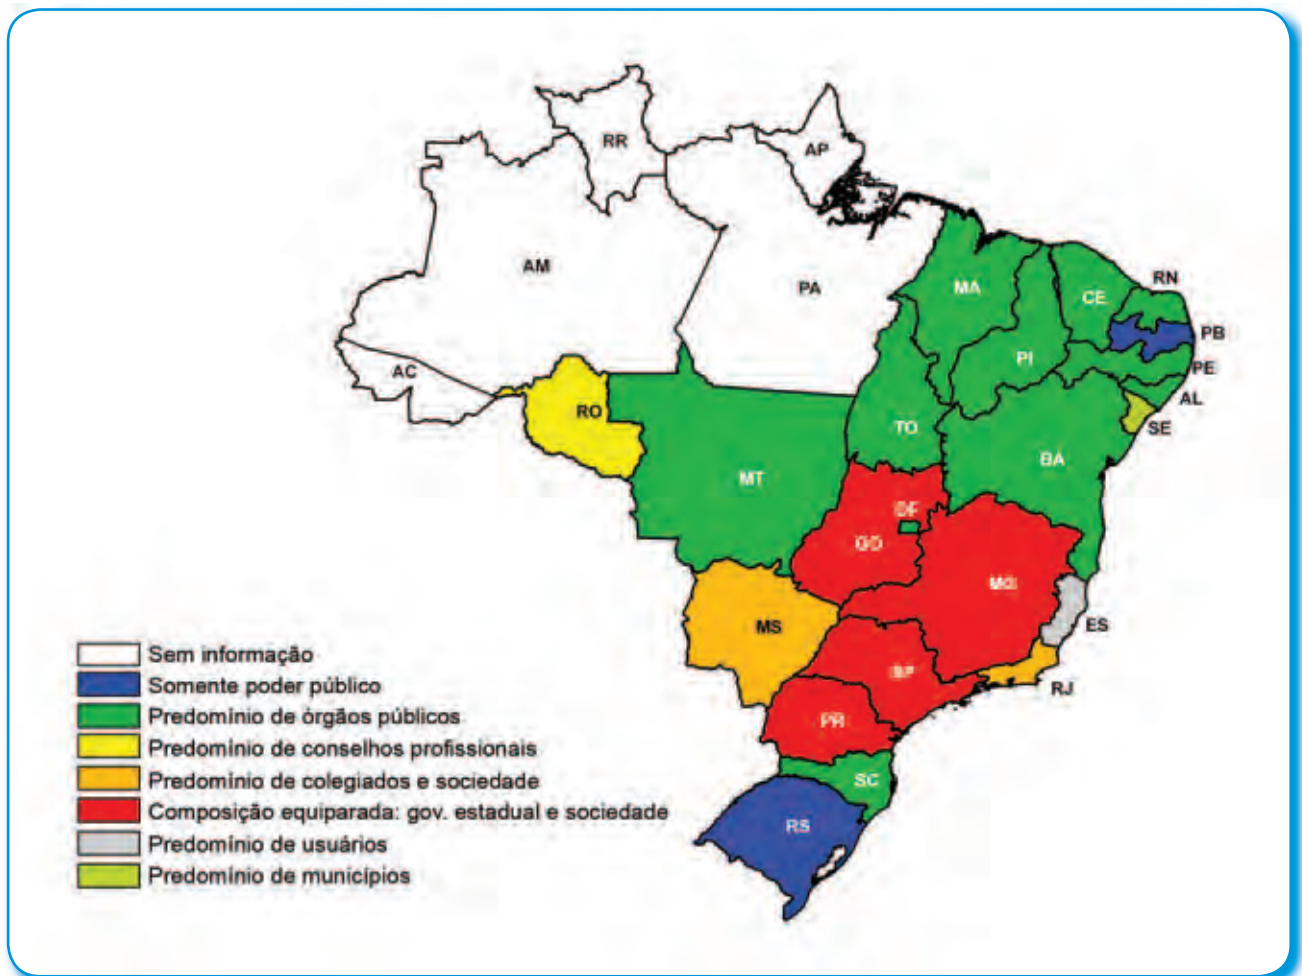 RR
AP
AM
PA
MA
CE
RN
PB
PI
PE
AC
AL
RO
TO
SE
BA
MT
DF
GO
MG
MS
ES
SP
RJ
PR
SC
RS
Sem informação
Somente poder público
Predomínio de órgãos públicos
Predomínio de conselhos profissionais
Predomínio de colegiados e sociedade
Composição equiparada: gov. estadual e sociedade
Predomínio de usuários
Predomínio de municípios